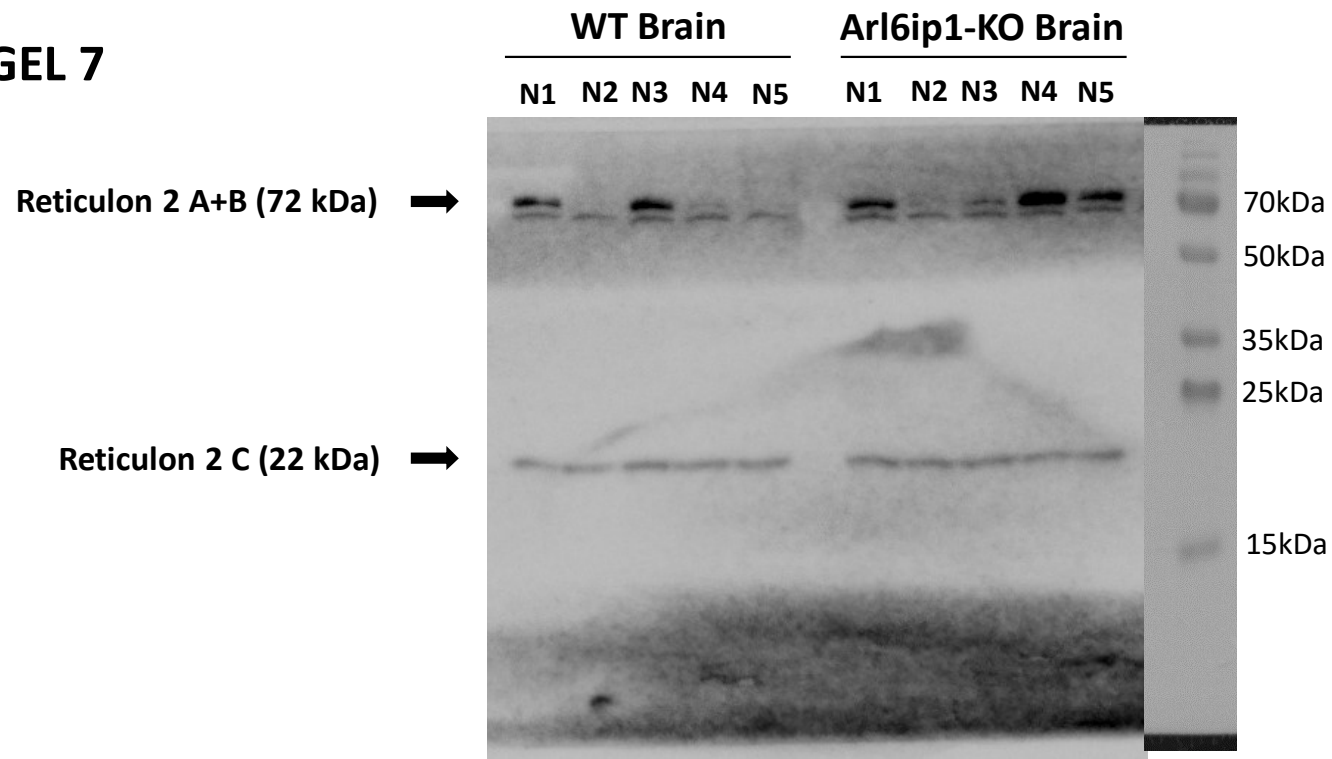 WT Brain Arl6ip1-KO Brain
GEL 7
N1 N2 N3 N4 N5 N1 N2 N3 N4 N5
Reticulon 2 A+B (72 kDa) 70kDa
50kDa
35kDa
25kDa
Reticulon 2 C (22 kDa)
15kDa